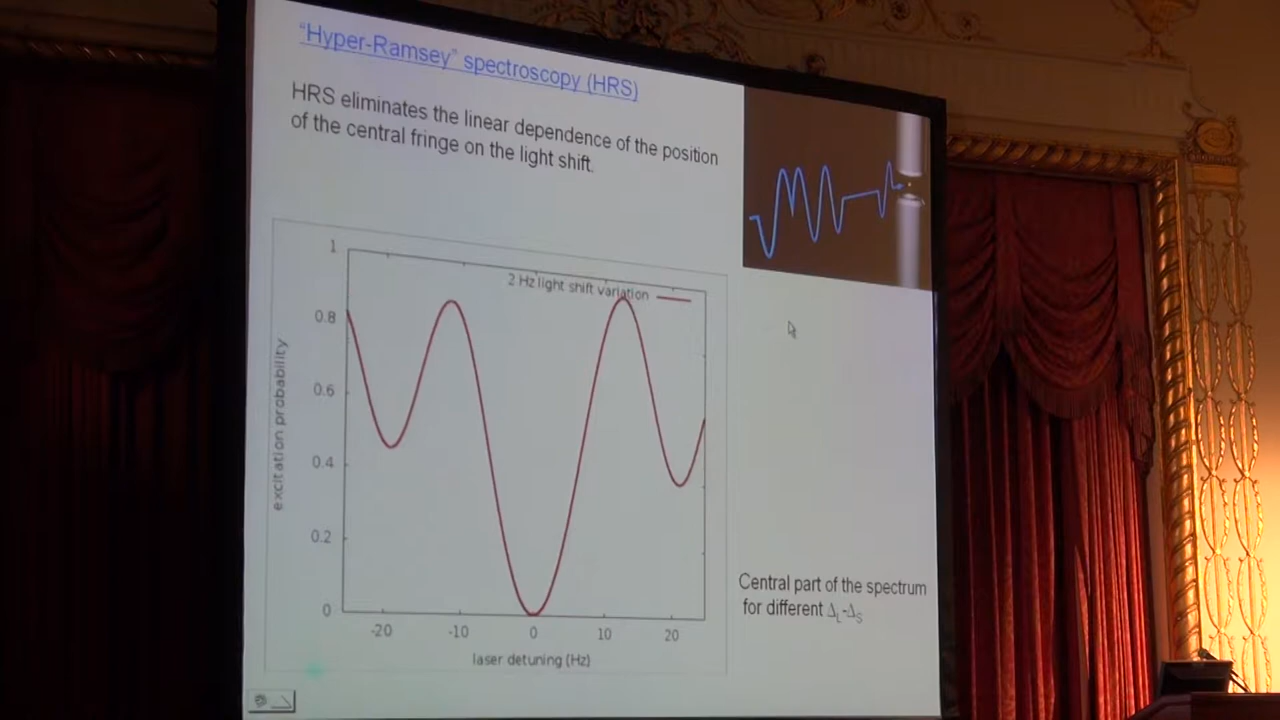 "Hyper-Ramsey" spectroscopy (HRS)
HRS eliminates the linear dependence of the position
of the central fringe on the light shift.
2 Hz light shift variation
1
0.8
0.6
0.4
0.2
0
excitation probability
-20 -10 0 10 20
laser detuning (Hz)
Central part of the spectrum
for different ΔL-ΔS